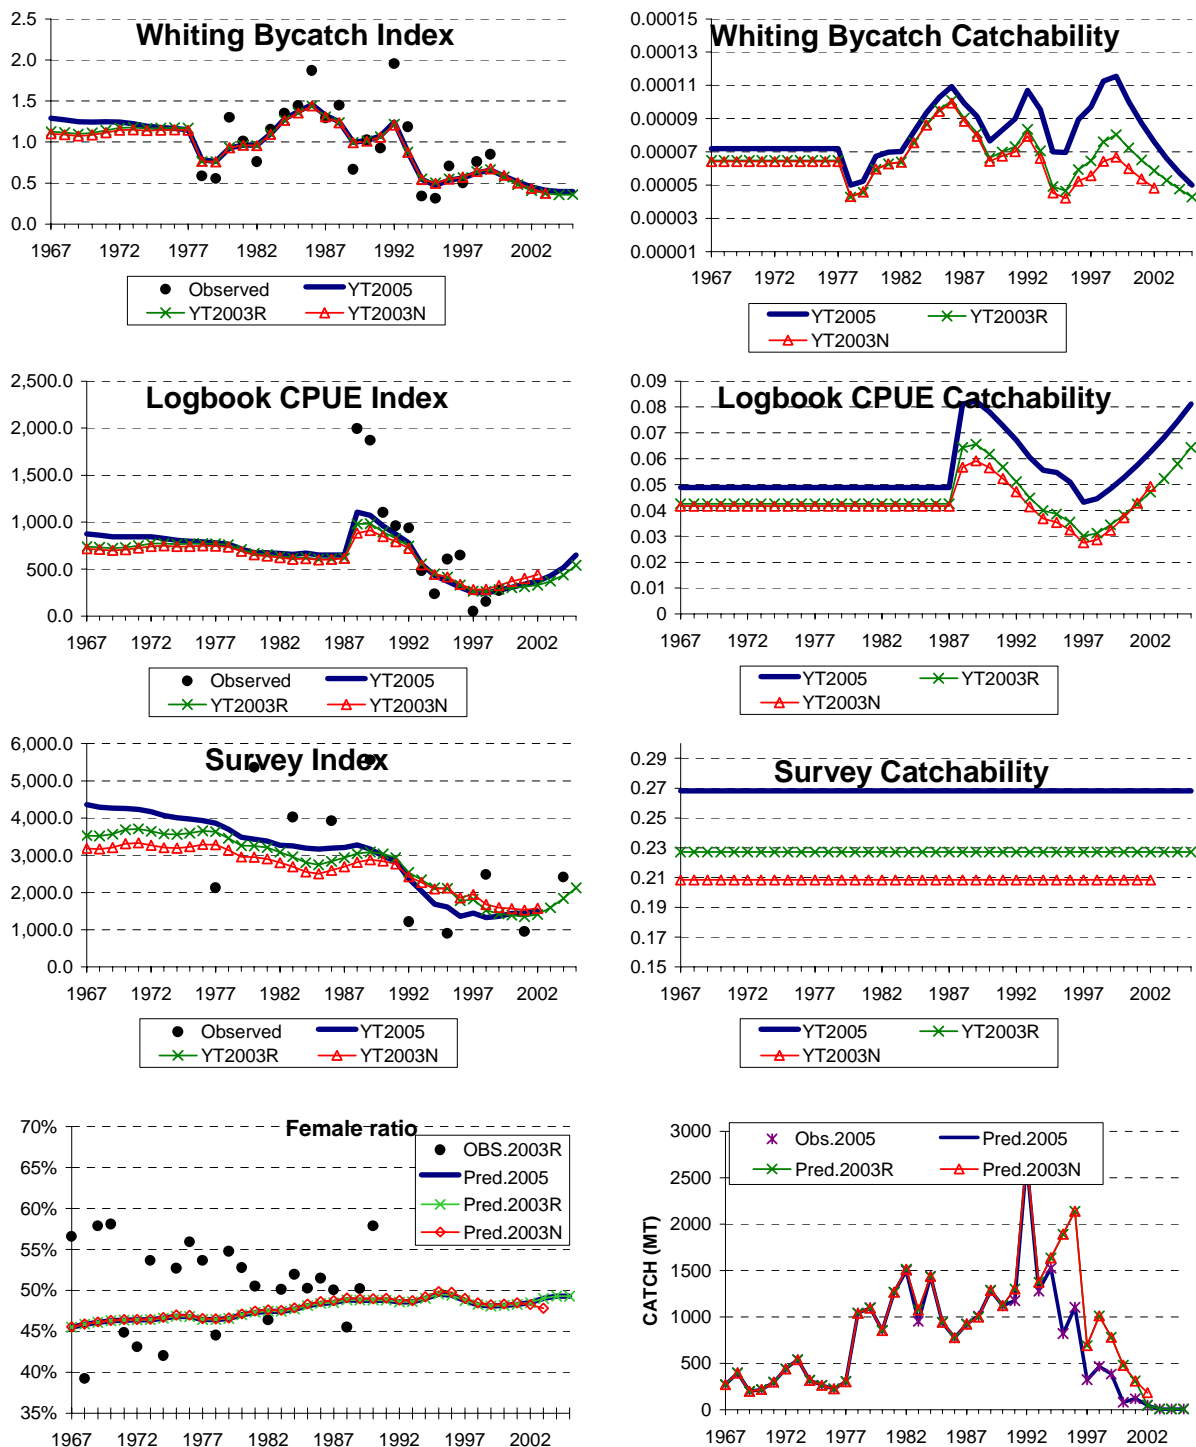 Whiting Bycatch Index
2.5
2.0
1.5
1.0
0.5
0.0
1967 1972 1977 1982 1987 1992 1997 2002
Observed YT2005
YT2003R YT2003N
Whiting Bycatch Catchability
0.00015
0.00013
0.00011
0.00009
0.00007
0.00005
0.00003
0.00001
1967 1972 1977 1982 1987 1992 1997 2002
YT2005 YT2003R
YT2003N
Logbook CPUE Index
2,500.0
2,000.0
1,500.0
1,000.0
500.0
0.0
1967 1972 1977 1982 1987 1992 1997 2002
Observed YT2005
YT2003R YT2003N
Logbook CPUE Catchability
0.09
0.08
0.07
0.06
0.05
0.04
0.03
0.02
0.01
0
1967 1972 1977 1982 1987 1992 1997 2002
YT2005 YT2003R
YT2003N
Survey Index
6,000.0
5,000.0
4,000.0
3,000.0
2,000.0
1,000.0
0.0
1967 1972 1977 1982 1987 1992 1997 2002
Observed YT2005
YT2003R YT2003N
Survey Catchability
0.29
0.27
0.25
0.23
0.21
0.19
0.17
0.15
1967 1972 1977 1982 1987 1992 1997 2002
YT2005 YT2003R
YT2003N
Female ratio
70%
65%
60%
55%
50%
45%
40%
35%
1967 1972 1977 1982 1987 1992 1997 2002
OBS.2003R
Pred.2005
Pred.2003R
Pred.2003N
CATCH (MT)
3000
2500
2000
1500
1000
500
0
1967 1972 1977 1982 1987 1992 1997 2002
Obs.2005 Pred.2005
Pred.2003R Pred.2003N